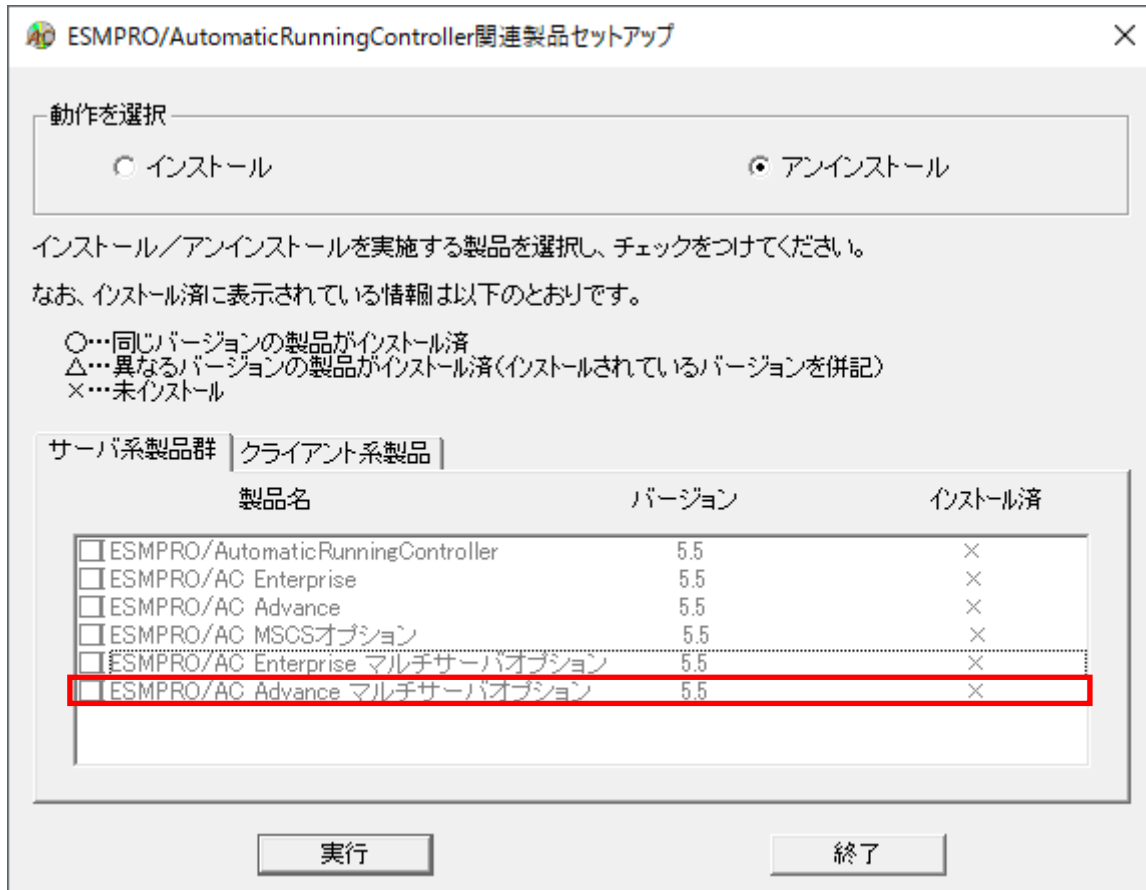 ESMPRO/AutomaticRunningController関連製品セットアップ
動作を選択
インストール アンインストール
インストール／アンインストールを実施する製品を選択し、チェックをつけてください。
なお、インストール済に表示されている情報は以下のとおりです。
○…同じバージョンの製品がインストール済
△…異なるバージョンの製品がインストール済(インストールされているバージョンを併記)
×…未インストール
サーバ系製品群 クライアント系製品
製品名 バージョン インストール済
ESMPRO/AutomaticRunningController 5.5 ×
ESMPRO/AC Enterprise 5.5 ×
ESMPRO/AC Advance 5.5 ×
ESMPRO/AC MSCSオプション 5.5 ×
ESMPRO/AC Enterprise マルチサーバオプション 5.5 ×
ESMPRO/AC Advance マルチサーバオプション 5.5 ×
実行 終了